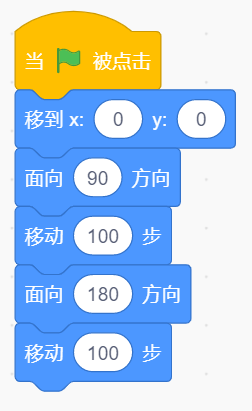 当 被点击
移到 x: 0 y: 0
面向 90 方向
移动 100 步
面向 180 方向
移动 100 步